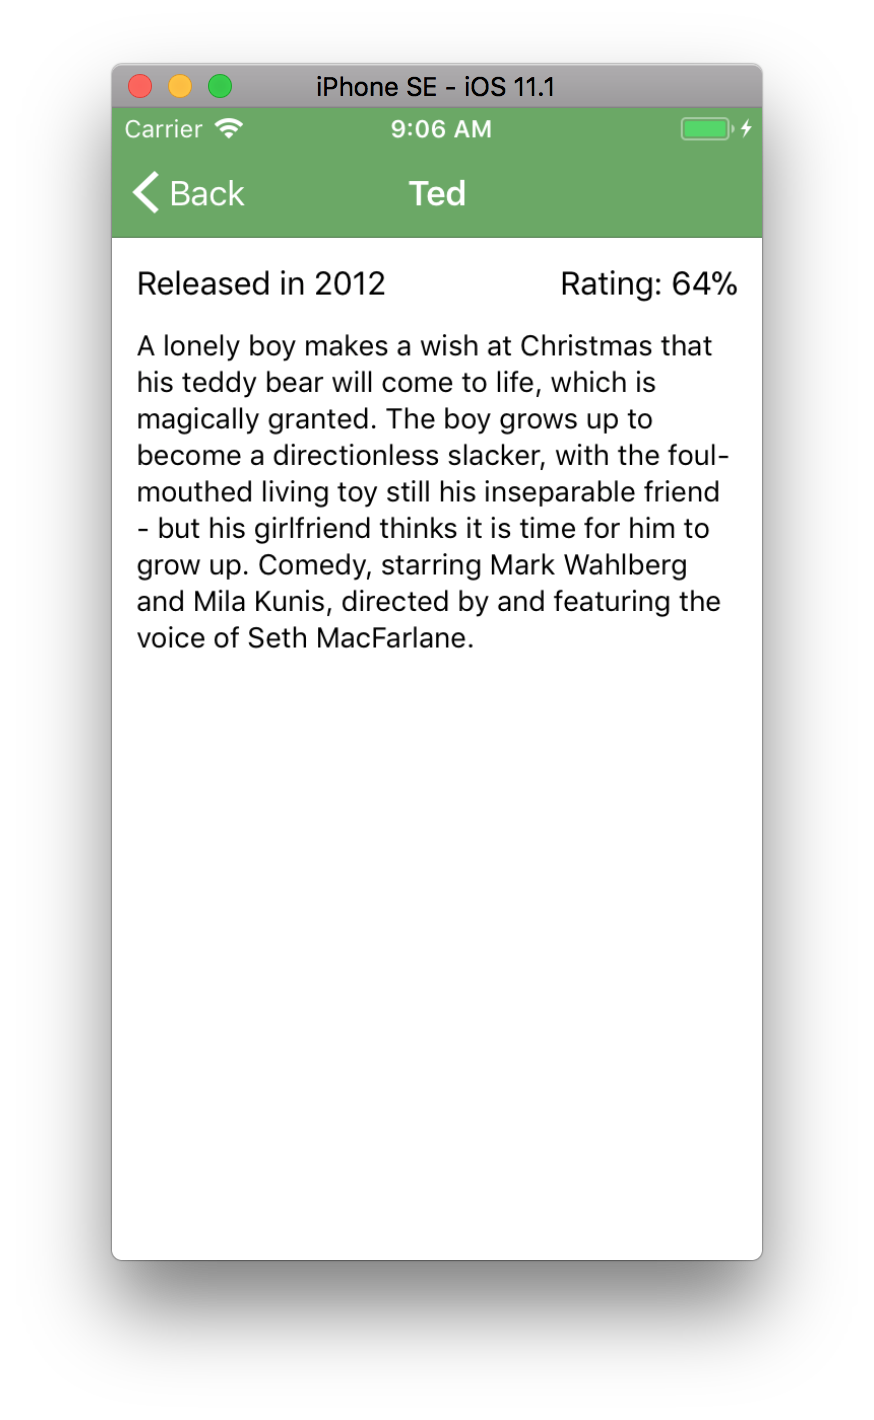 iPhone SE - iOS 11.1
Carrier 9:06 AM
Back Ted
Released in 2012 Rating: 64%
A lonely boy makes a wish at Christmas that
his teddy bear will come to life, which is
magically granted. The boy grows up to
become a directionless slacker, with the foul-
mouthed living toy still his inseparable friend
- but his girlfriend thinks it is time for him to
grow up. Comedy, starring Mark Wahlberg
and Mila Kunis, directed by and featuring the
voice of Seth MacFarlane.